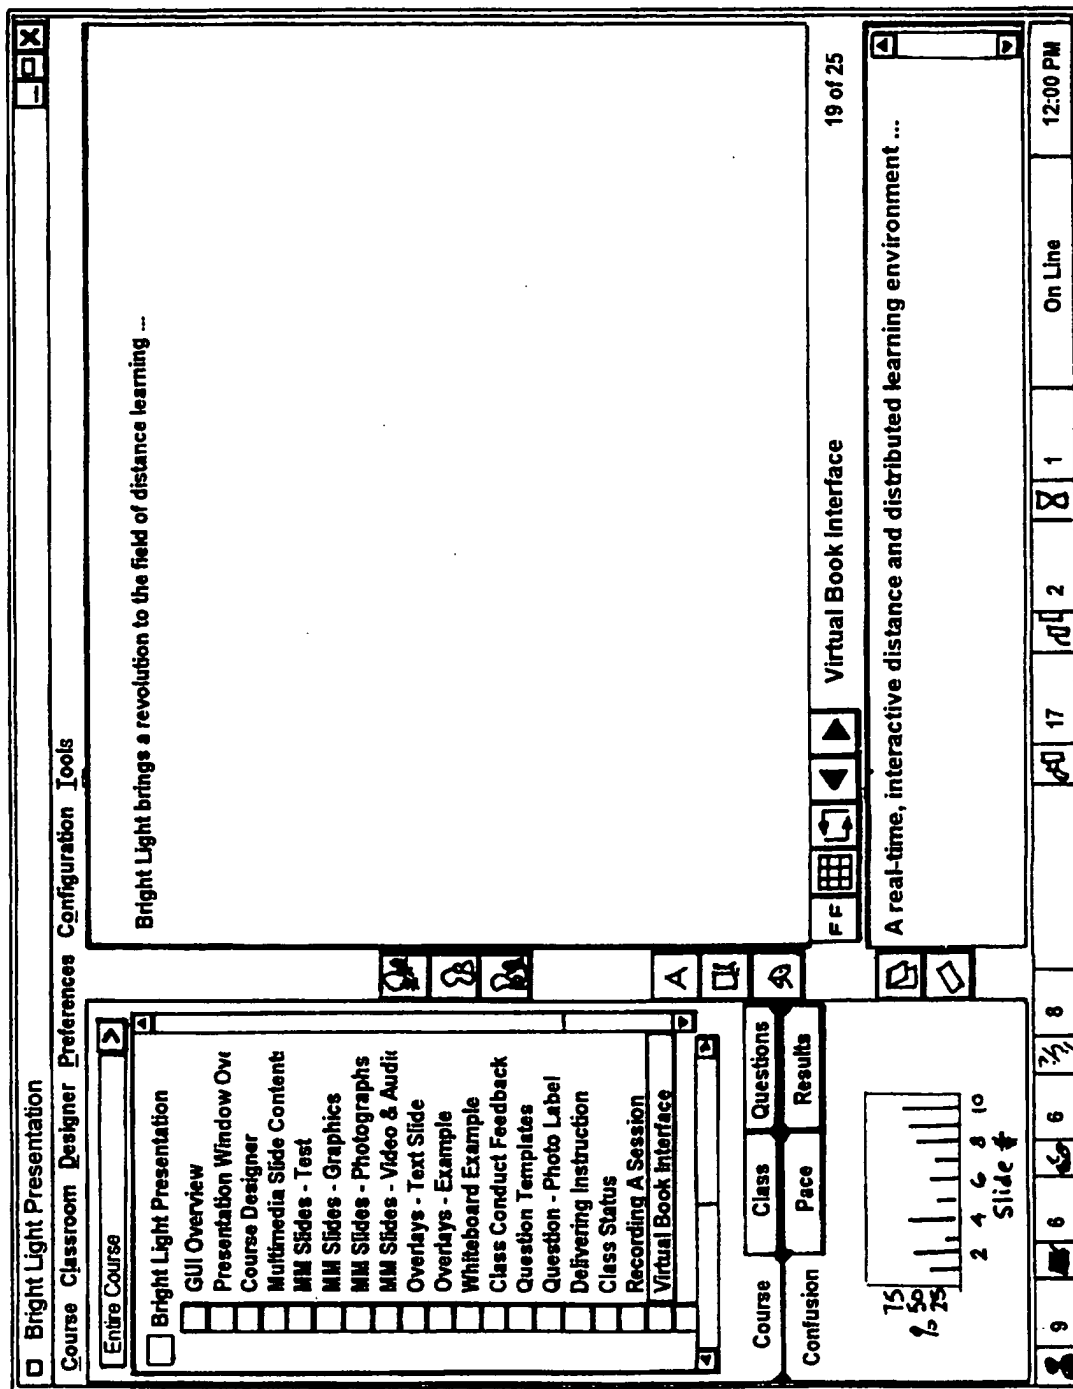 Bright Light Presentation
Course Classroom Designer Preferences Configuration Tools
Entire Course
Bright Light Presentation
GUI Overview
Presentation Window Ove
Course Designer
Multimedia Slide Contents
MM Slides - Test
MM Slides - Graphics
MM Slides - Photographs
MM Slides - Video & Audio
Overlays - Text Slide
Overlays - Example
Whiteboard Example
Class Conduct Feedback
Question Templates
Question - Photo Label
Delivering Instruction
Class Status
Recording A Session
Virtual Book Interface
Course Class Questions
Confusion Pace Results
75
% 50
25
2 4 6 8 10
Slide #
Bright Light brings a revolution to the field of distance learning ...
A
FF
Virtual Book Interface
19 of 25
A real-time, interactive distance and distributed learning environment ...
9 6 6 8 17 2 1 On Line 12:00 PM